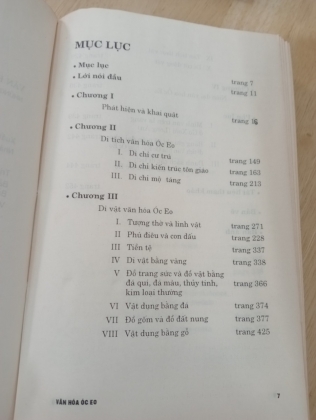 MỤC LỤC
• Mục lục trang 7
• Lời nói đầu trang 11
• Chương I
Phát hiện và khai quật trang 15
• Chương II
Di tích văn hóa Óc Eo
I. Di chỉ cư trú trang 149
II. Di chỉ kiến trúc tôn giáo trang 163
III. Di chỉ mộ táng trang 213
• Chương III
Di vật văn hóa Óc Eo
I. Tượng thờ và linh vật trang 271
II Phù điêu và con dấu trang 228
III Tiền tệ trang 337
IV Di vật bằng vàng trang 338
V Đồ trang sức và đồ vật bằng
đá quí, đá màu, thủy tinh,
kim loại thường trang 366
VI Vật dụng bằng đá trang 374
VII Đồ gốm và đồ đất nung trang 377
VIII Vật dụng bằng gỗ trang 425
VĂN HÓA ÓC EO 7